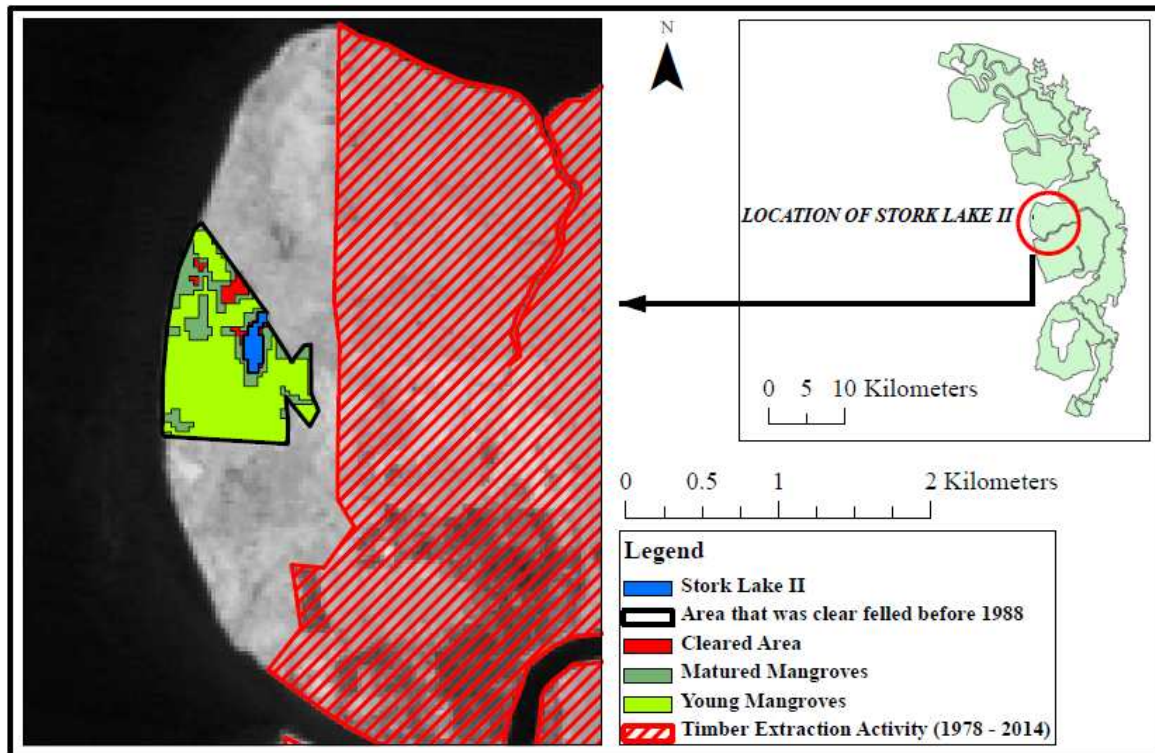 N
LOCATION OF STORK LAKE II
0 5 10 Kilometers
0 0.5 1 2 Kilometers
Legend
Stork Lake II
Area that was clear felled before 1988
Cleared Area
Matured Mangroves
Young Mangroves
Timber Extraction Activity (1978 - 2014)